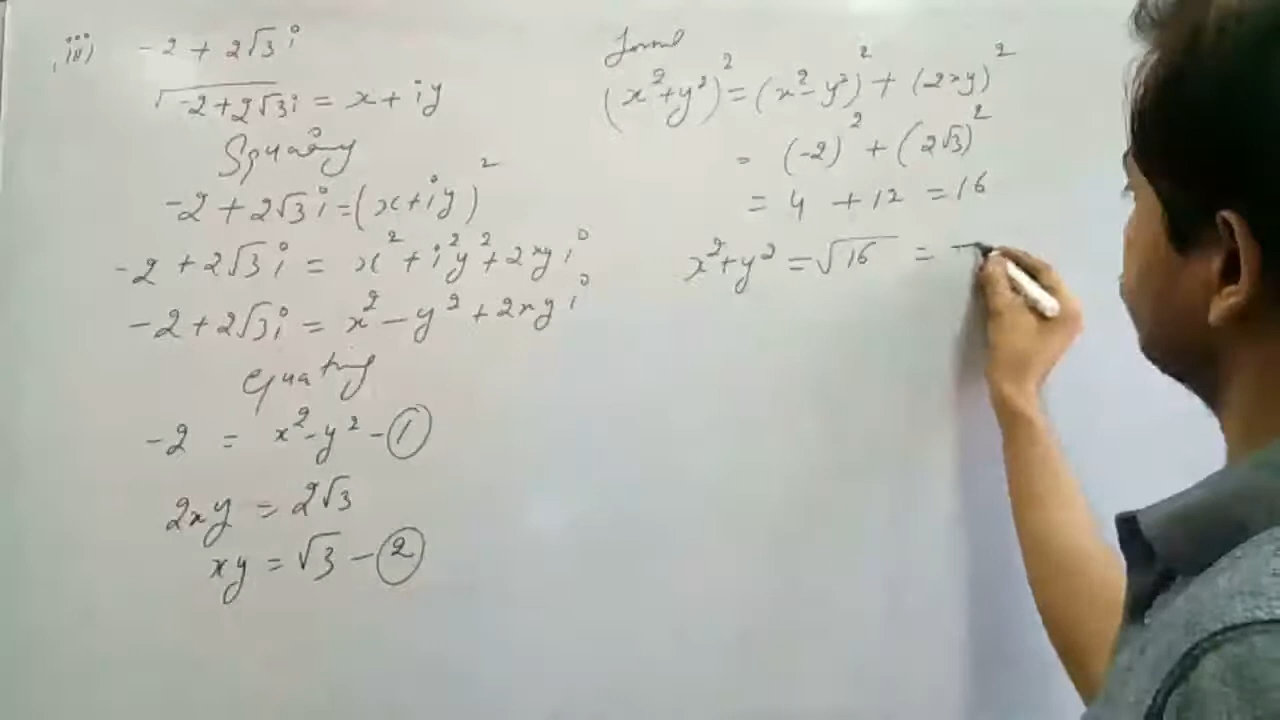 iii) -2 + 2√3 i
√-2+2√3i = x + iy
Squaring
-2 + 2√3 i = (x+iy)²
-2 + 2√3 i = x² + i²y² + 2xyi
-2 + 2√3 i = x² - y² + 2xyi
equating
-2 = x² - y² - ①
2xy = 2√3
xy = √3 - ②
(x²+y²)² = (x²-y²)² + (2xy)²
= (-2)² + (2√3)²
= 4 + 12 = 16
x²+y² = √16 =